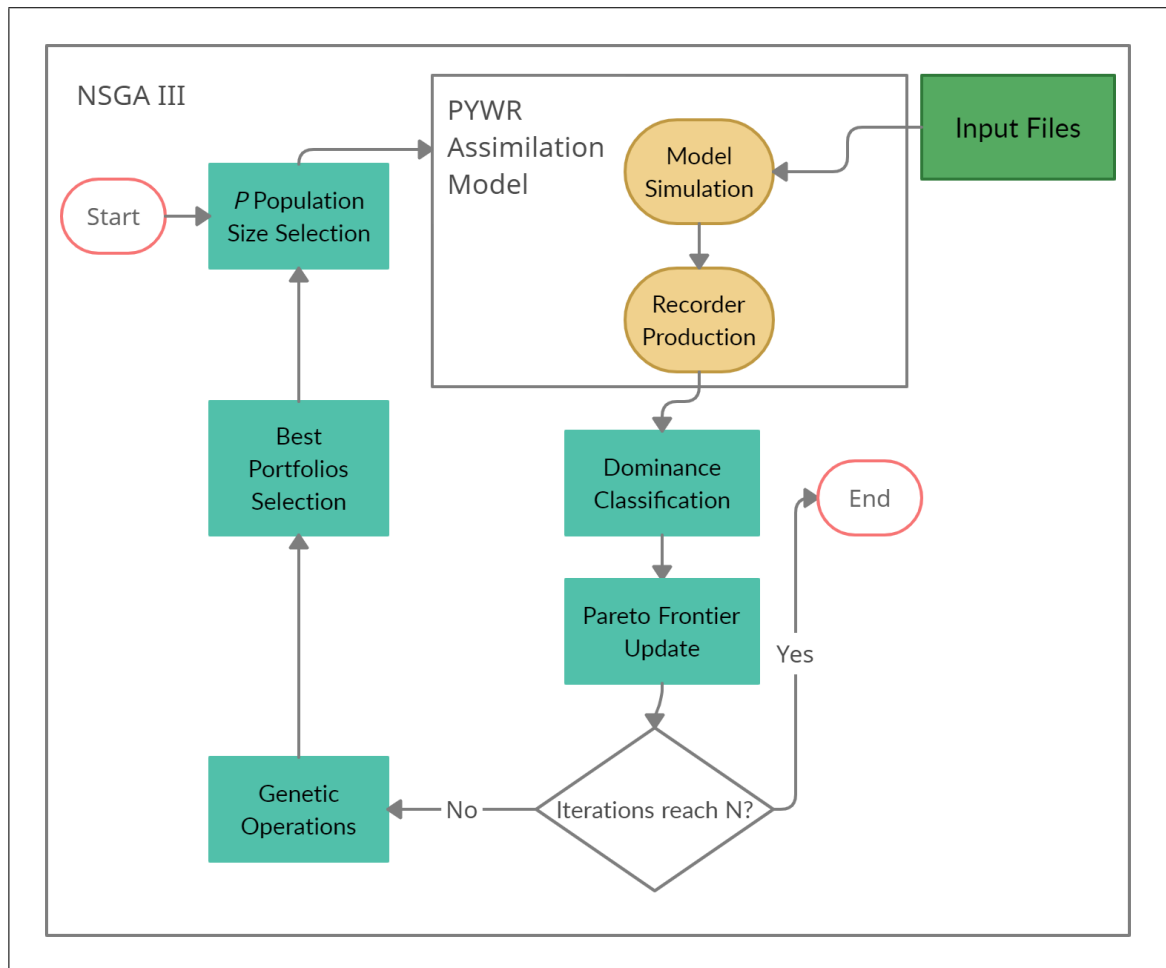 NSGA III
PYWR
Assimilation
Model
Input Files
Model
Simulation
Start
P Population
Size Selection
Recorder
Production
Best
Portfolios
Selection
Dominance
Classification
End
Pareto Frontier
Update
Yes
Genetic
Operations
No
Iterations reach N?